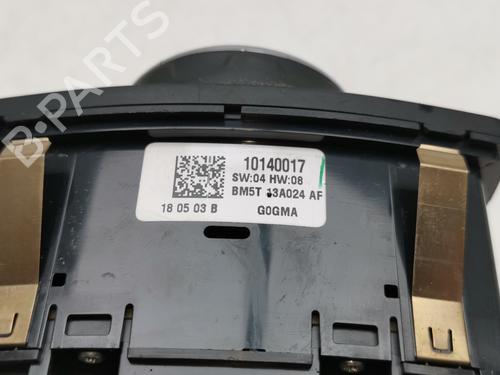 B-PARTS
10140017
SW:04 HW:08
BM5T 13A024 AF
18 05 03 B G0GMA